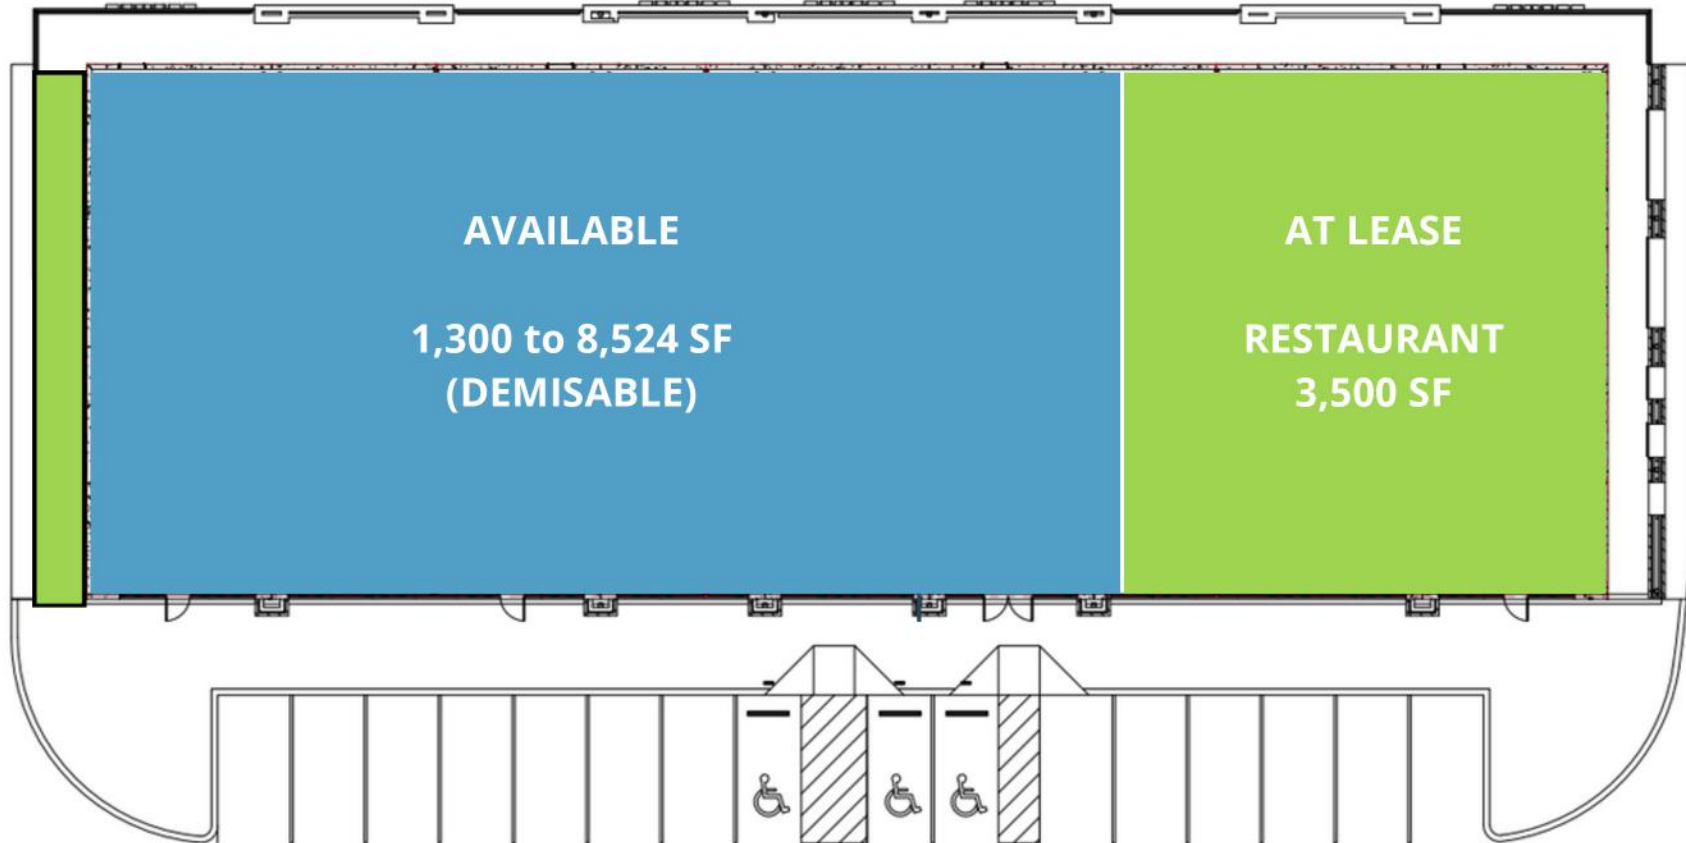 AVAILABLE
1,300 to 8,524 SF
(DEMISABLE)
AT LEASE
RESTAURANT
3,500 SF